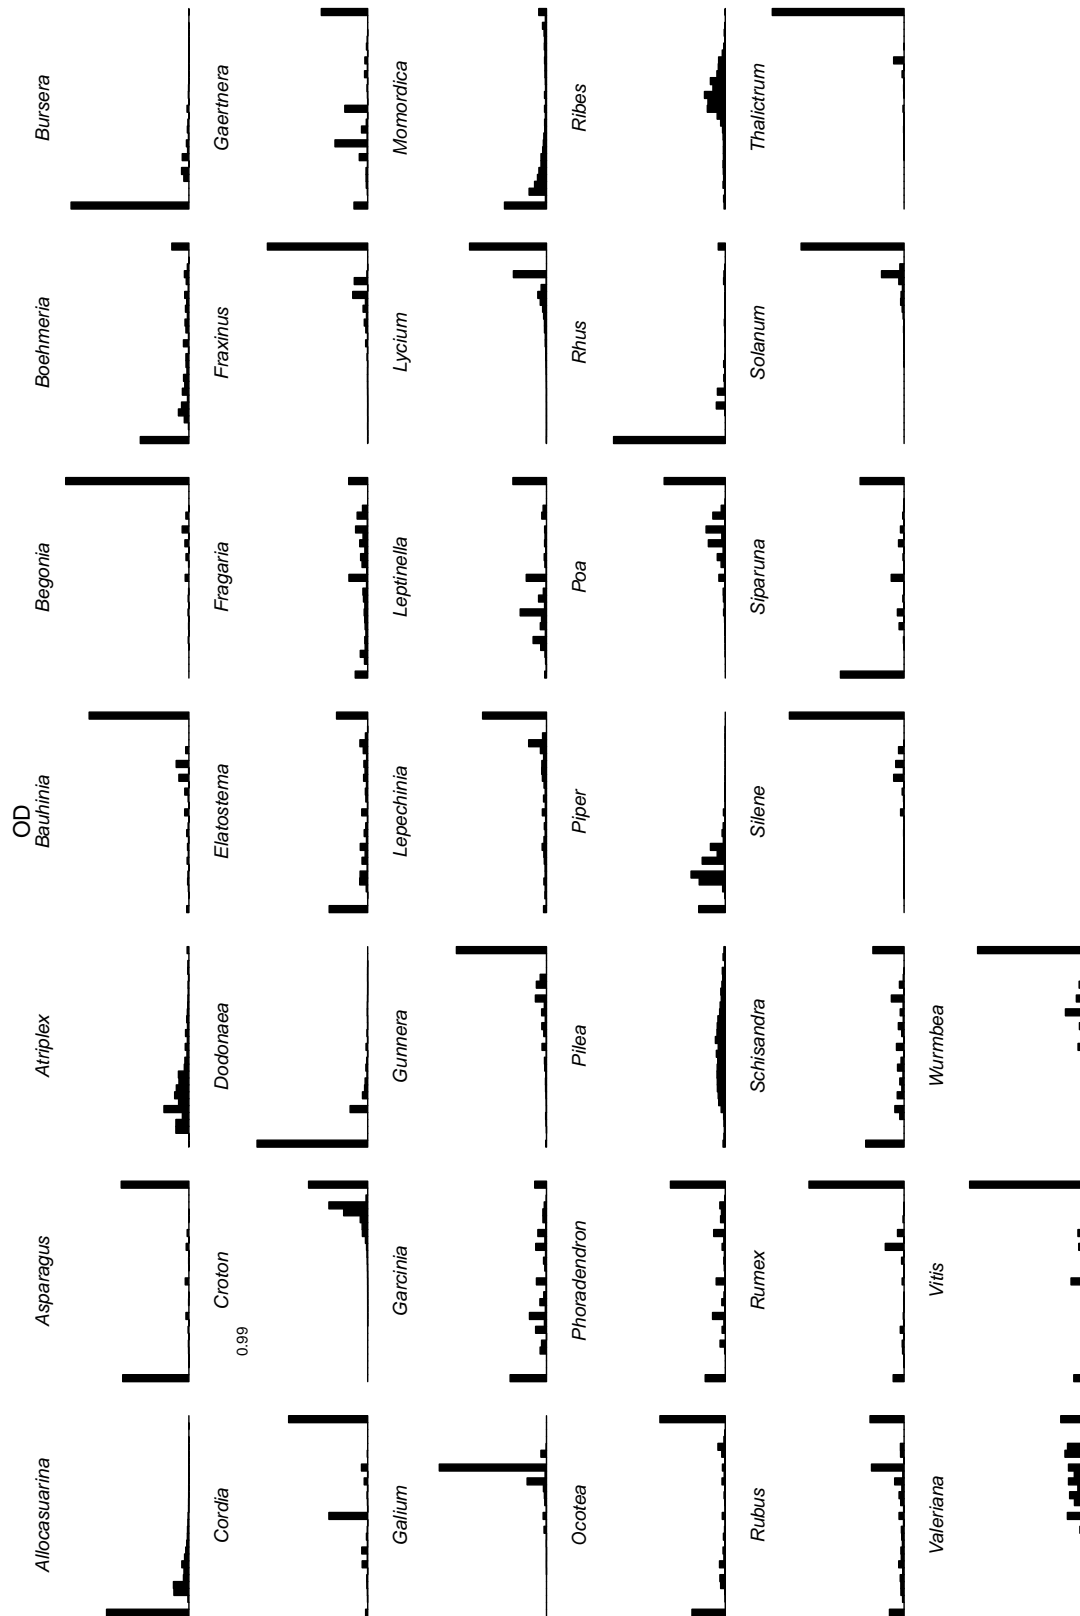 OD
Allocasuarina
Asparagus
Atriplex
Bauhinia
Begonia
Boehmeria
Bursera
Cordia
Croton
Dodonaea
Elatostema
Fragaria
Fraxinus
Gaertnera
0.99
Galium
Garcinia
Gunnera
Lepechinia
Leptinella
Lycium
Momordica
Ocotea
Phoradendron
Pilea
Piper
Poa
Rhus
Ribes
Rubus
Rumex
Schisandra
Silene
Siparuna
Solanum
Thalictrum
Valeriana
Vitis
Wurmbea